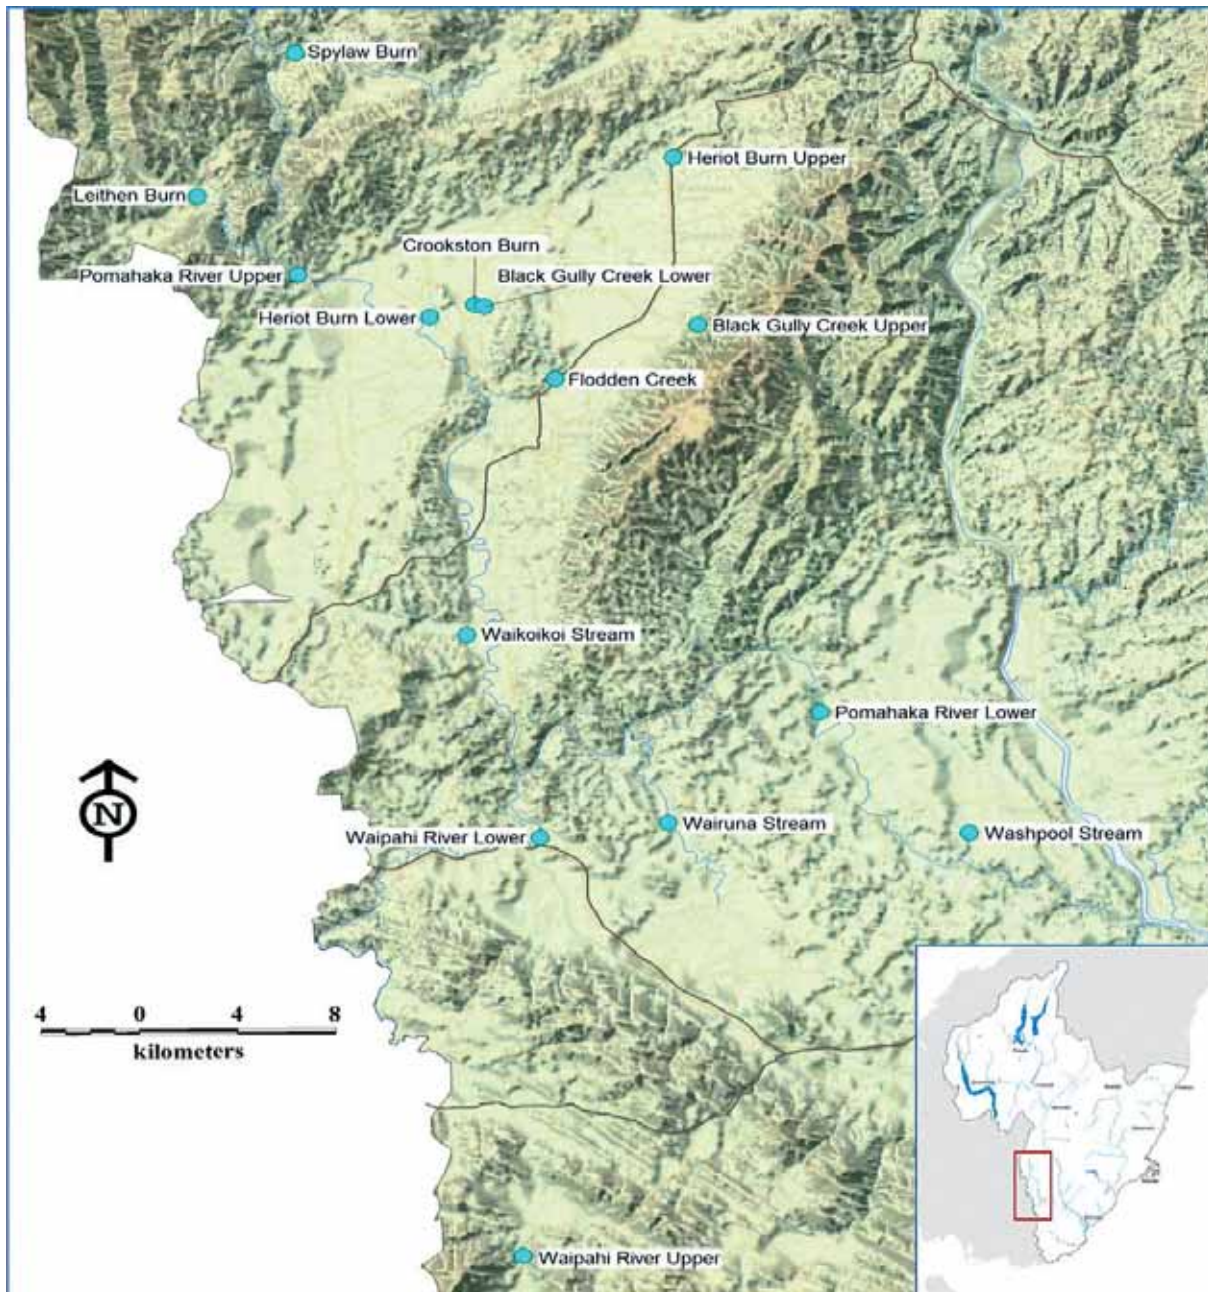 Spylaw Burn
Heriot Burn Upper
Leithen Burn
Crookston Burn
Pomahaka River Upper
Black Gully Creek Lower
Heriot Burn Lower
Black Gully Creek Upper
Flodden Creek
Waikoikoi Stream
Pomahaka River Lower
N
Wairuna Stream
Waipahi River Lower
Washpool Stream
4 0 4 8
kilometers
Waipahi River Upper